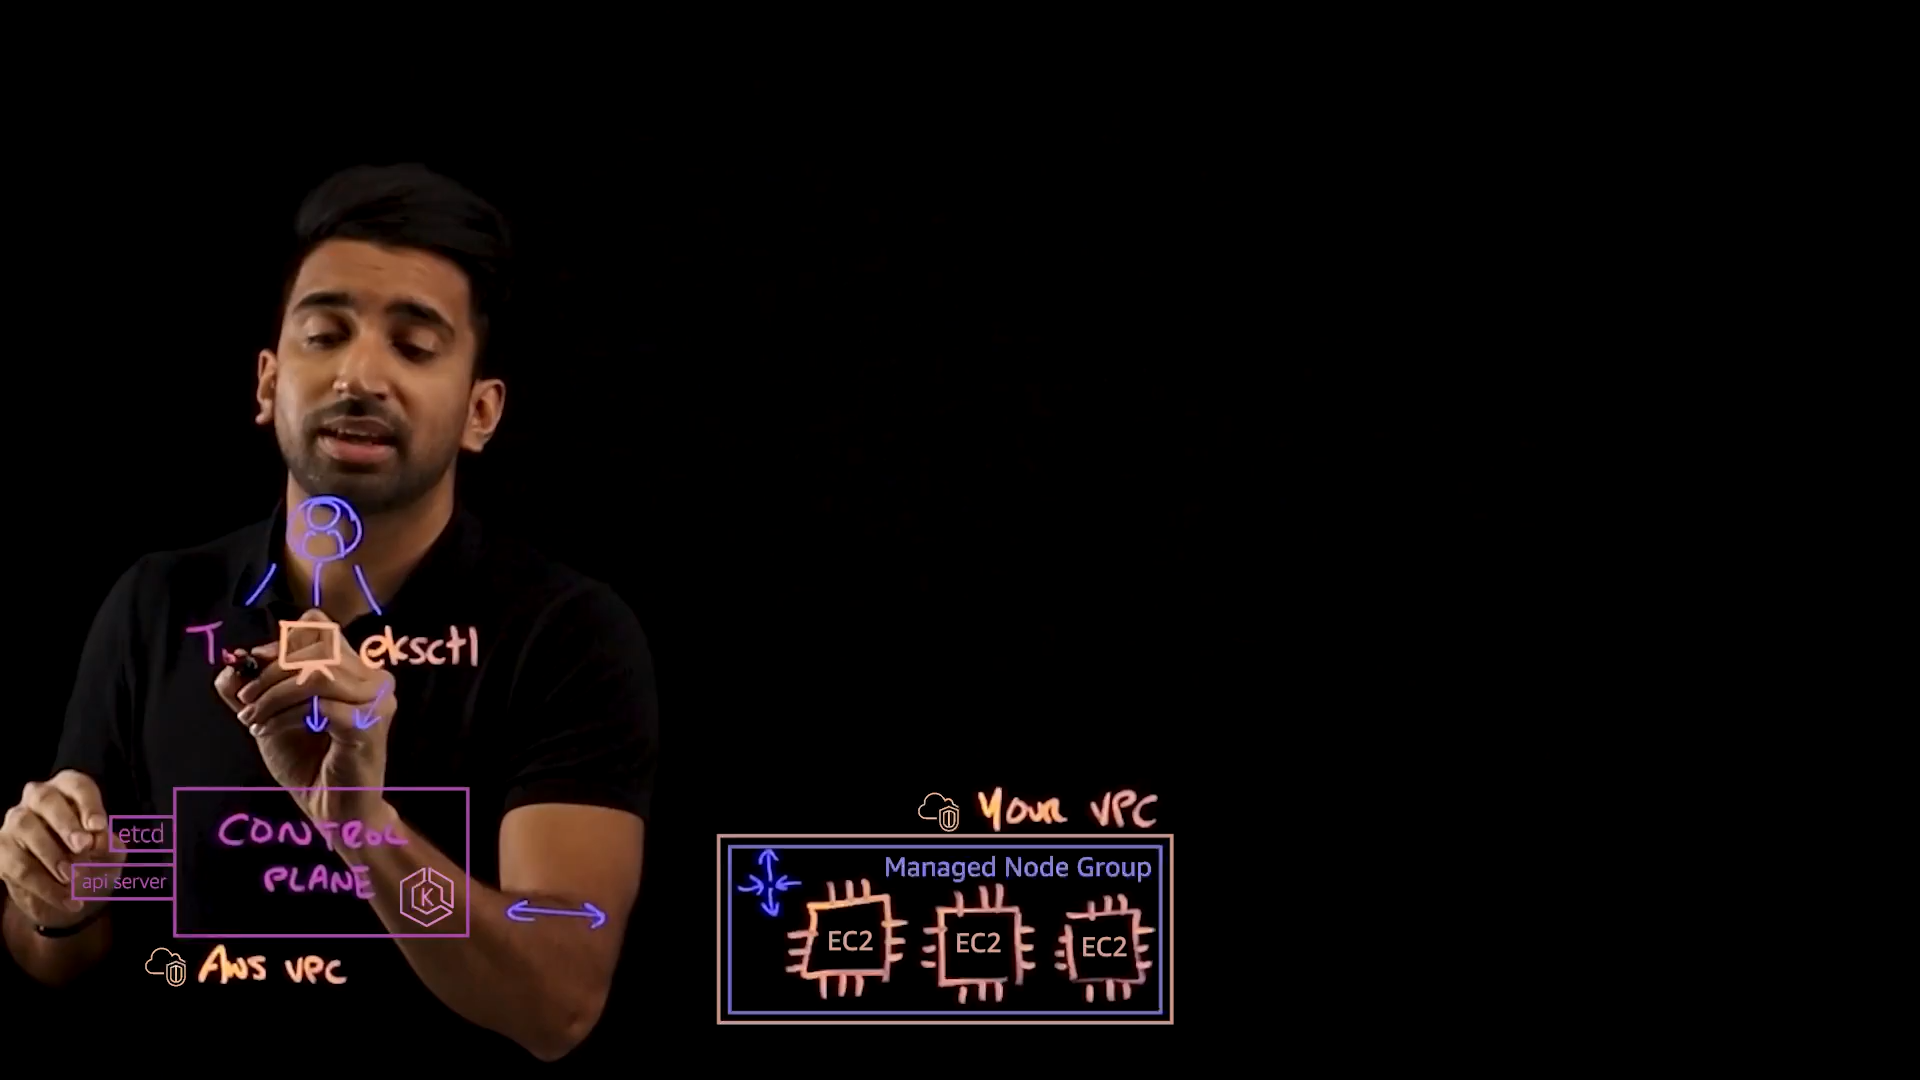 eksctl
etcd
api server
CONTROL
PLANE
K
AWS VPC
Your VPC
Managed Node Group
EC2
EC2
EC2